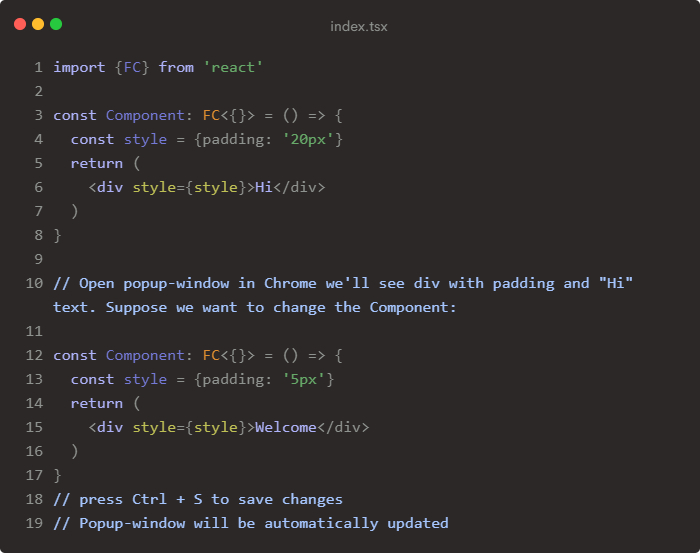 index.tsx
1 import {FC} from 'react'
2
3 const Component: FC<{}> = () => {
4   const style = {padding: '20px'}
5   return (
6     <div style={style}>Hi</div>
7   )
8 }
9
10 // Open popup-window in Chrome we'll see div with padding and "Hi"
text. Suppose we want to change the Component:
11
12 const Component: FC<{}> = () => {
13   const style = {padding: '5px'}
14   return (
15     <div style={style}>Welcome</div>
16   )
17 }
18 // press Ctrl + S to save changes
19 // Popup-window will be automatically updated